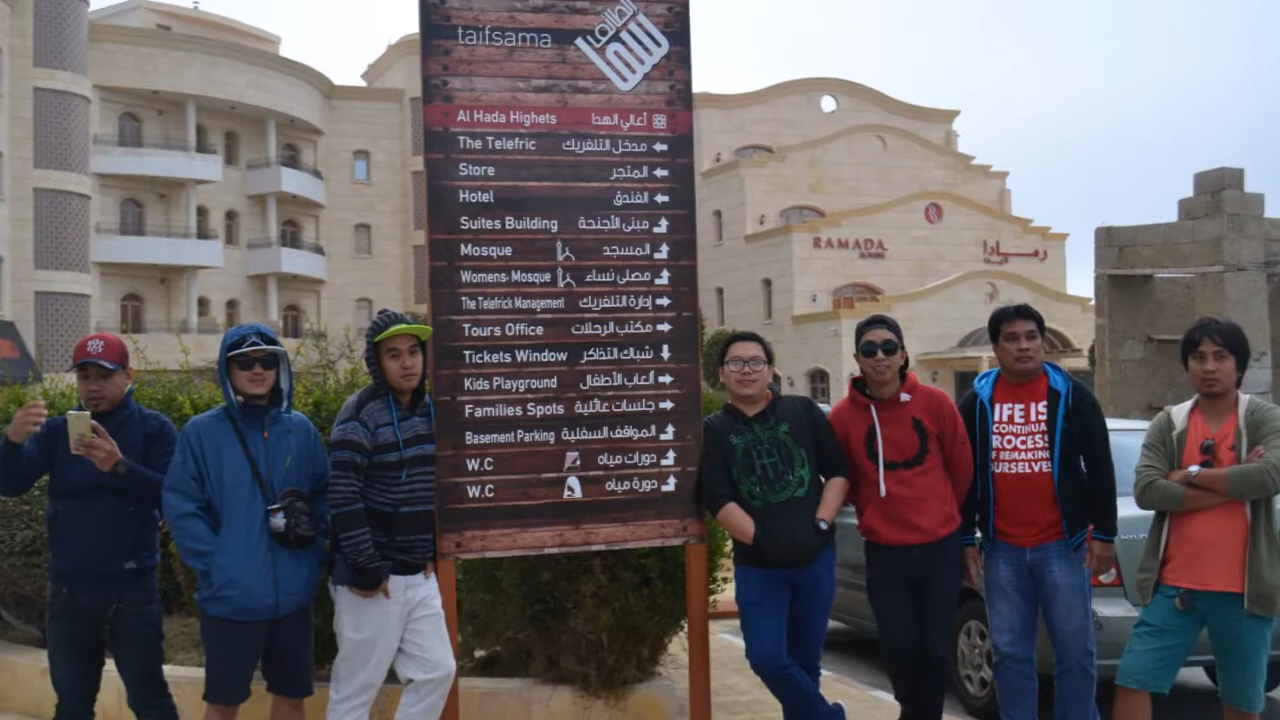 taifsama
سما الطائف
Al Hada Highets أعالي الهدا
The Telefric مدخل التلفريك
Store المتجر
Hotel الفندق
Suites Building مبنى الأجنحة
Mosque المسجد
Womens Mosque مصلى نساء
The Telefrick Management إدارة التلفريك
Tours Office مكتب الرحلات
Tickets Window شباك التذاكر
Kids Playground ألعاب الأطفال
Families Spots جلسات عائلية
Basement Parking المواقف السفلية
W.C دورات مياه
W.C دورة مياه
RAMADA
رمادا
IFE IS
CONTINUAL
ROCESS
OF REMAKING
OURSELVES